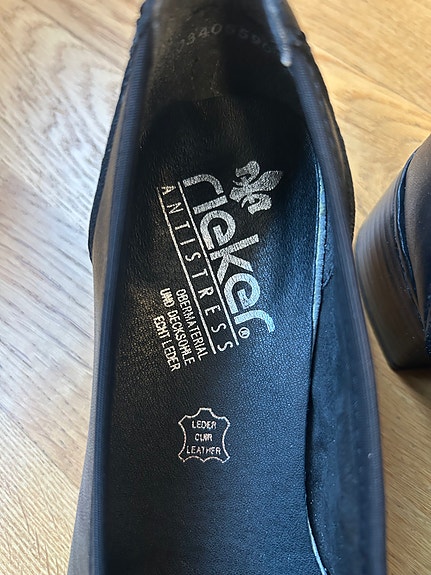 rieker®
ANTISTRESS
OBERMATERIAL
UND DECKSOHLE
ECHT LEDER
LEDER
CUIR
LEATHER